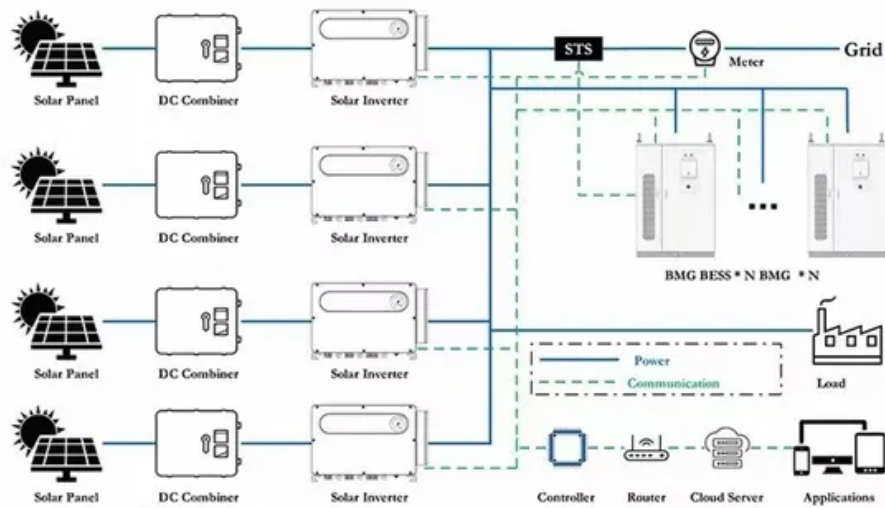 STS
Meter
Grid
Solar Panel
DC Combiner
Solar Inverter
Solar Panel
DC Combiner
Solar Inverter
BMG BESS * N BMG * N
Solar Panel
DC Combiner
Solar Inverter
Power
Communication
Load
Solar Panel
DC Combiner
Solar Inverter
Controller
Router
Cloud Server
Applications